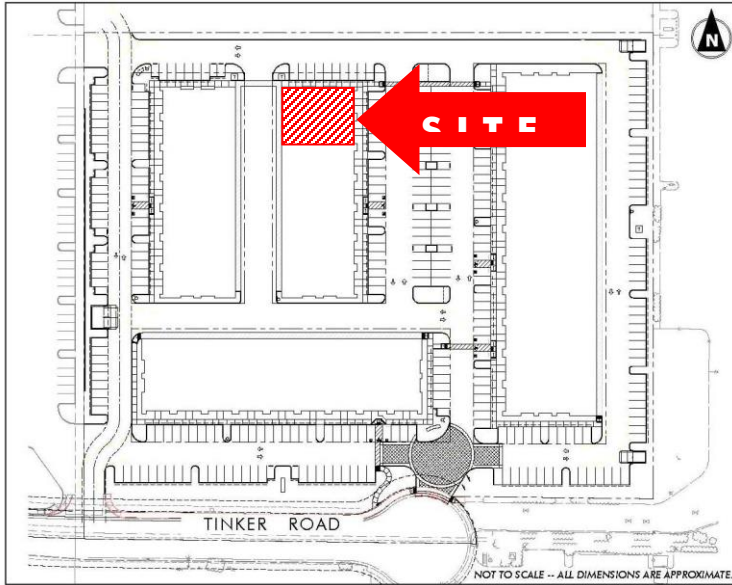 N
SITE
TINKER ROAD
NOT TO SCALE -- ALL DIMENSIONS ARE APPROXIMATE.